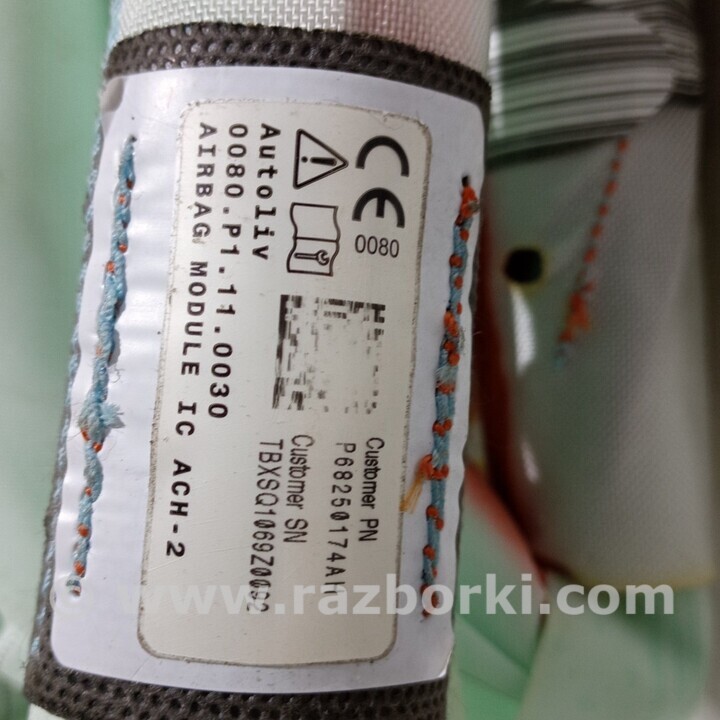 CE
0080
Autoliv
0080.P1.11.0030
AIRBAG MODULE IC ACH-2
Customer PN
P68250174AH
Customer SN
www.razborki.com